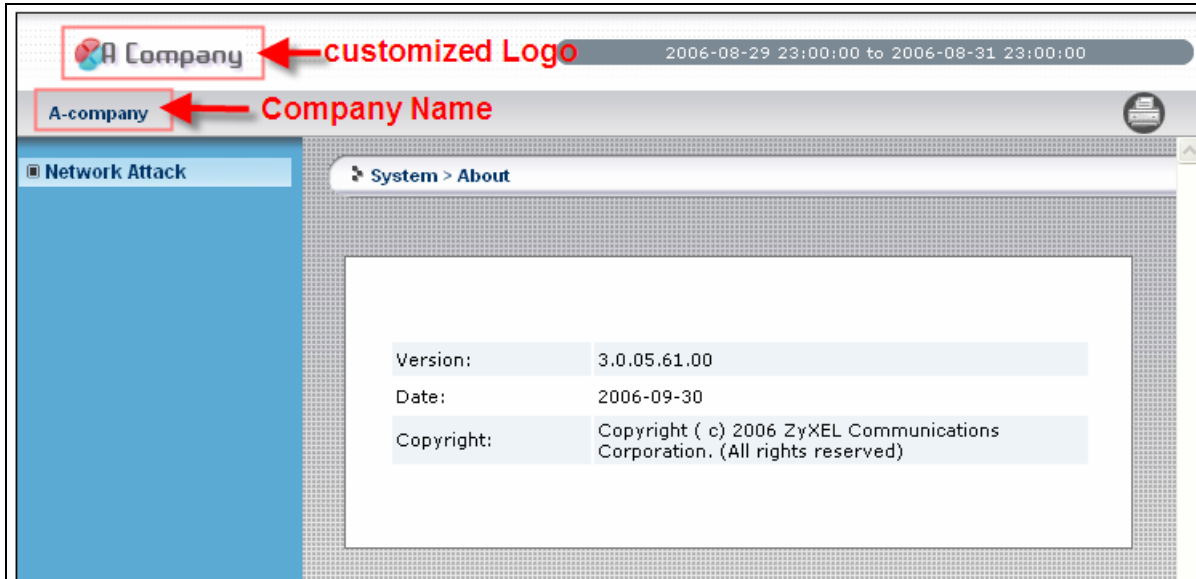 A Company
customized Logo
2006-08-29 23:00:00 to 2006-08-31 23:00:00
A-company
Company Name
Network Attack
System > About
Version:
3.0.05.61.00
Date:
2006-09-30
Copyright:
Copyright ( c) 2006 ZyXEL Communications
Corporation. (All rights reserved)